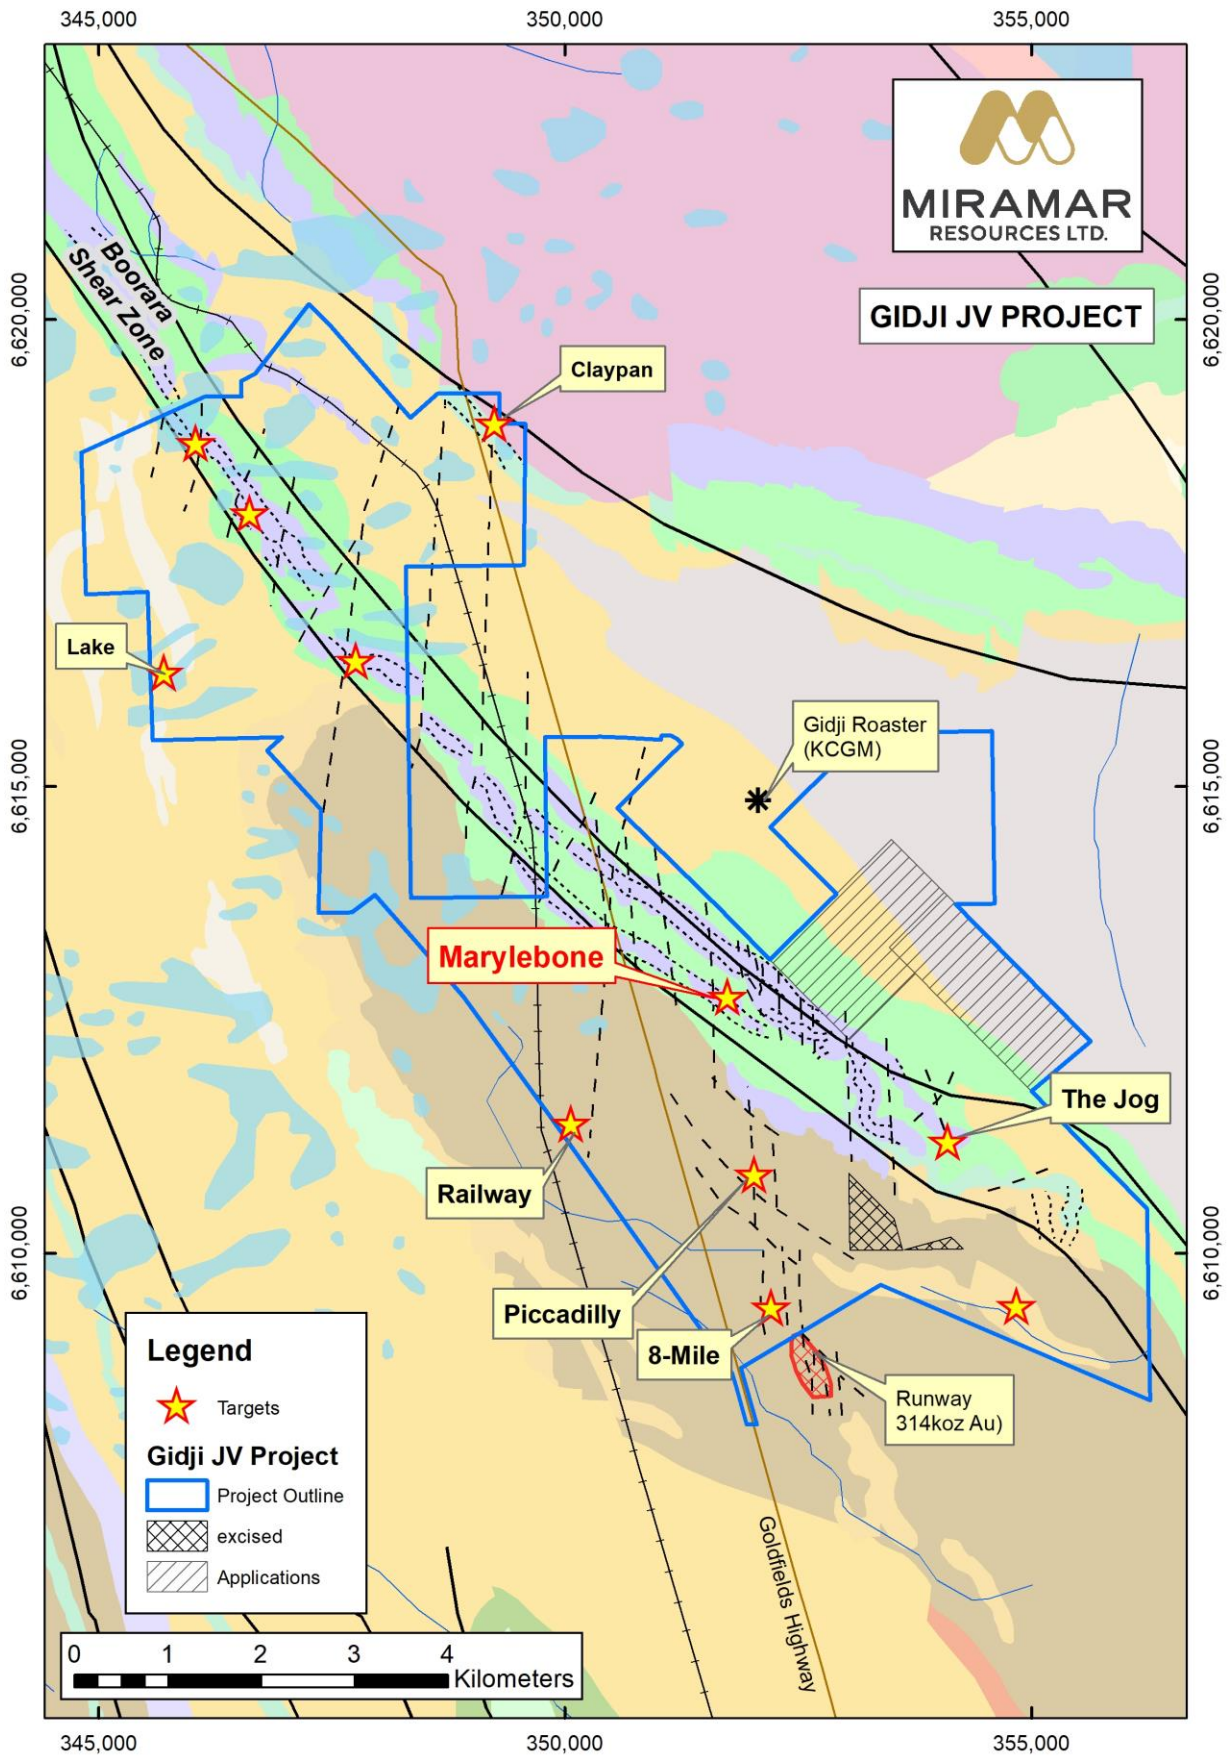 345,000
350,000
355,000
MIRAMAR
RESOURCES LTD.
GIDJI JV PROJECT
6,620,000
6,620,000
Boorara
Shear Zone
Claypan
Lake
Gidji Roaster
(KCGM)
6,615,000
6,615,000
Marylebone
The Jog
Railway
6,610,000
6,610,000
Piccadilly
8-Mile
Runway
314koz Au)
Goldfields Highway
Legend
Targets
Gidji JV Project
Project Outline
excised
Applications
0
1
2
3
4
Kilometers
345,000
350,000
355,000